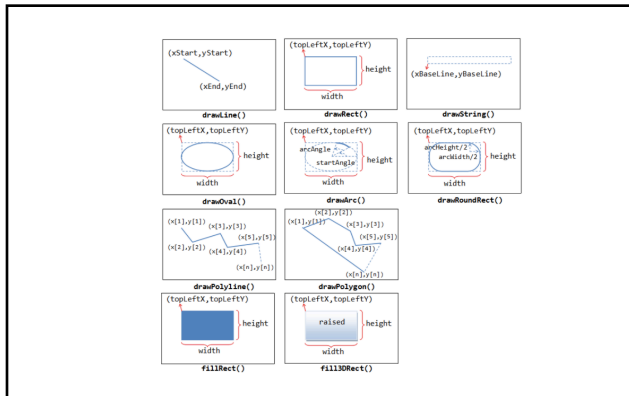 (xStart,yStart)
(xEnd,yEnd)
drawLine()
(topLeftX,topLeftY)
height
width
drawRect()
(xBaseLine,yBaseLine)
drawString()
(topLeftX,topLeftY)
height
width
drawOval()
(topLeftX,topLeftY)
arcAngle
startAngle
height
width
drawArc()
(topLeftX,topLeftY)
arcHeight/2
arcWidth/2
height
width
drawRoundRect()
(x[1],y[1])
(x[3],y[3])
(x[5],y[5])
(x[2],y[2])
(x[4],y[4])
(x[n],y[n])
drawPolyline()
(x[2],y[2])
(x[1],y[1])
(x[3],y[3])
(x[5],y[5])
(x[4],y[4])
(x[n],y[n])
drawPolygon()
(topLeftX,topLeftY)
height
width
fillRect()
(topLeftX,topLeftY)
raised
height
width
fill3DRect()